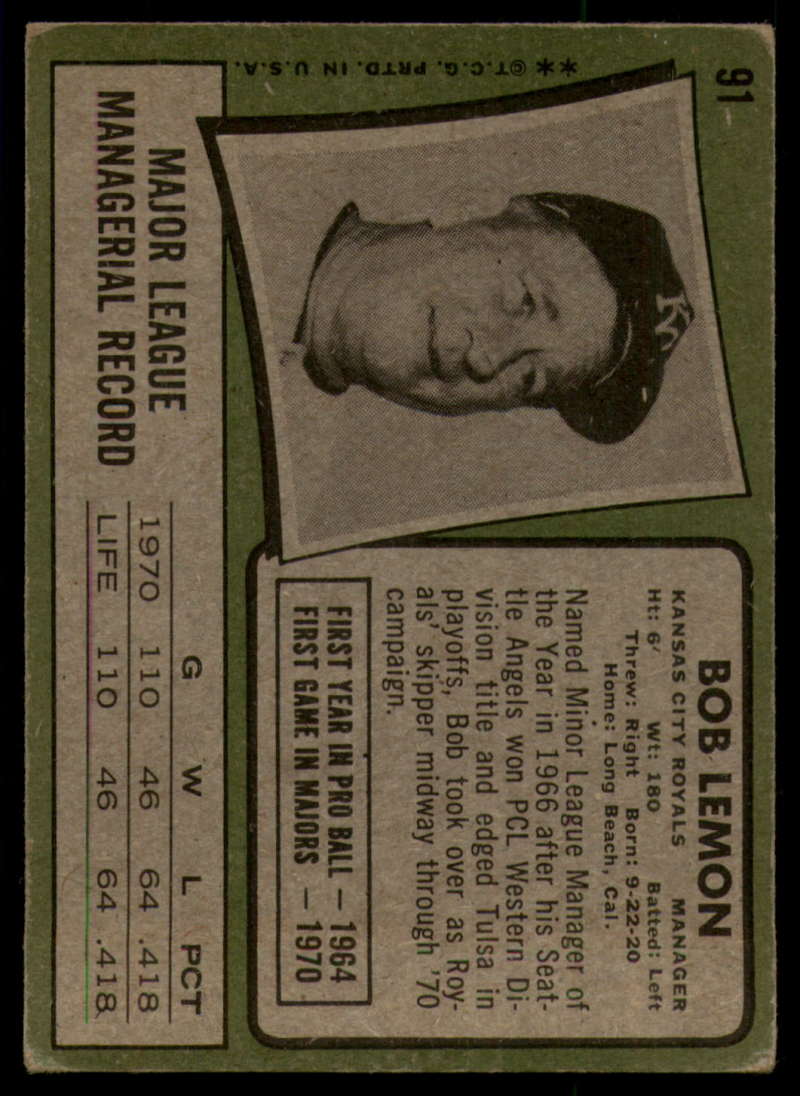 91
** ©T.C.G. PRTD. IN U.S.A.
KC
BOB LEMON
KANSAS CITY ROYALS MANAGER
Ht: 6' Wt: 180 Batted: Left
Threw: Right Born: 9-22-20
Home: Long Beach, Cal.
Named Minor League Manager of
the Year in 1966 after his Seat-
tle Angels won PCL Western Di-
vision title and edged Tulsa in
playoffs, Bob took over as Roy-
als' skipper midway through '70
campaign.
FIRST YEAR IN PRO BALL — 1964
FIRST GAME IN MAJORS — 1970
MAJOR LEAGUE
MANAGERIAL RECORD
G W L PCT
1970 110 46 64 .418
LIFE 110 46 64 .418